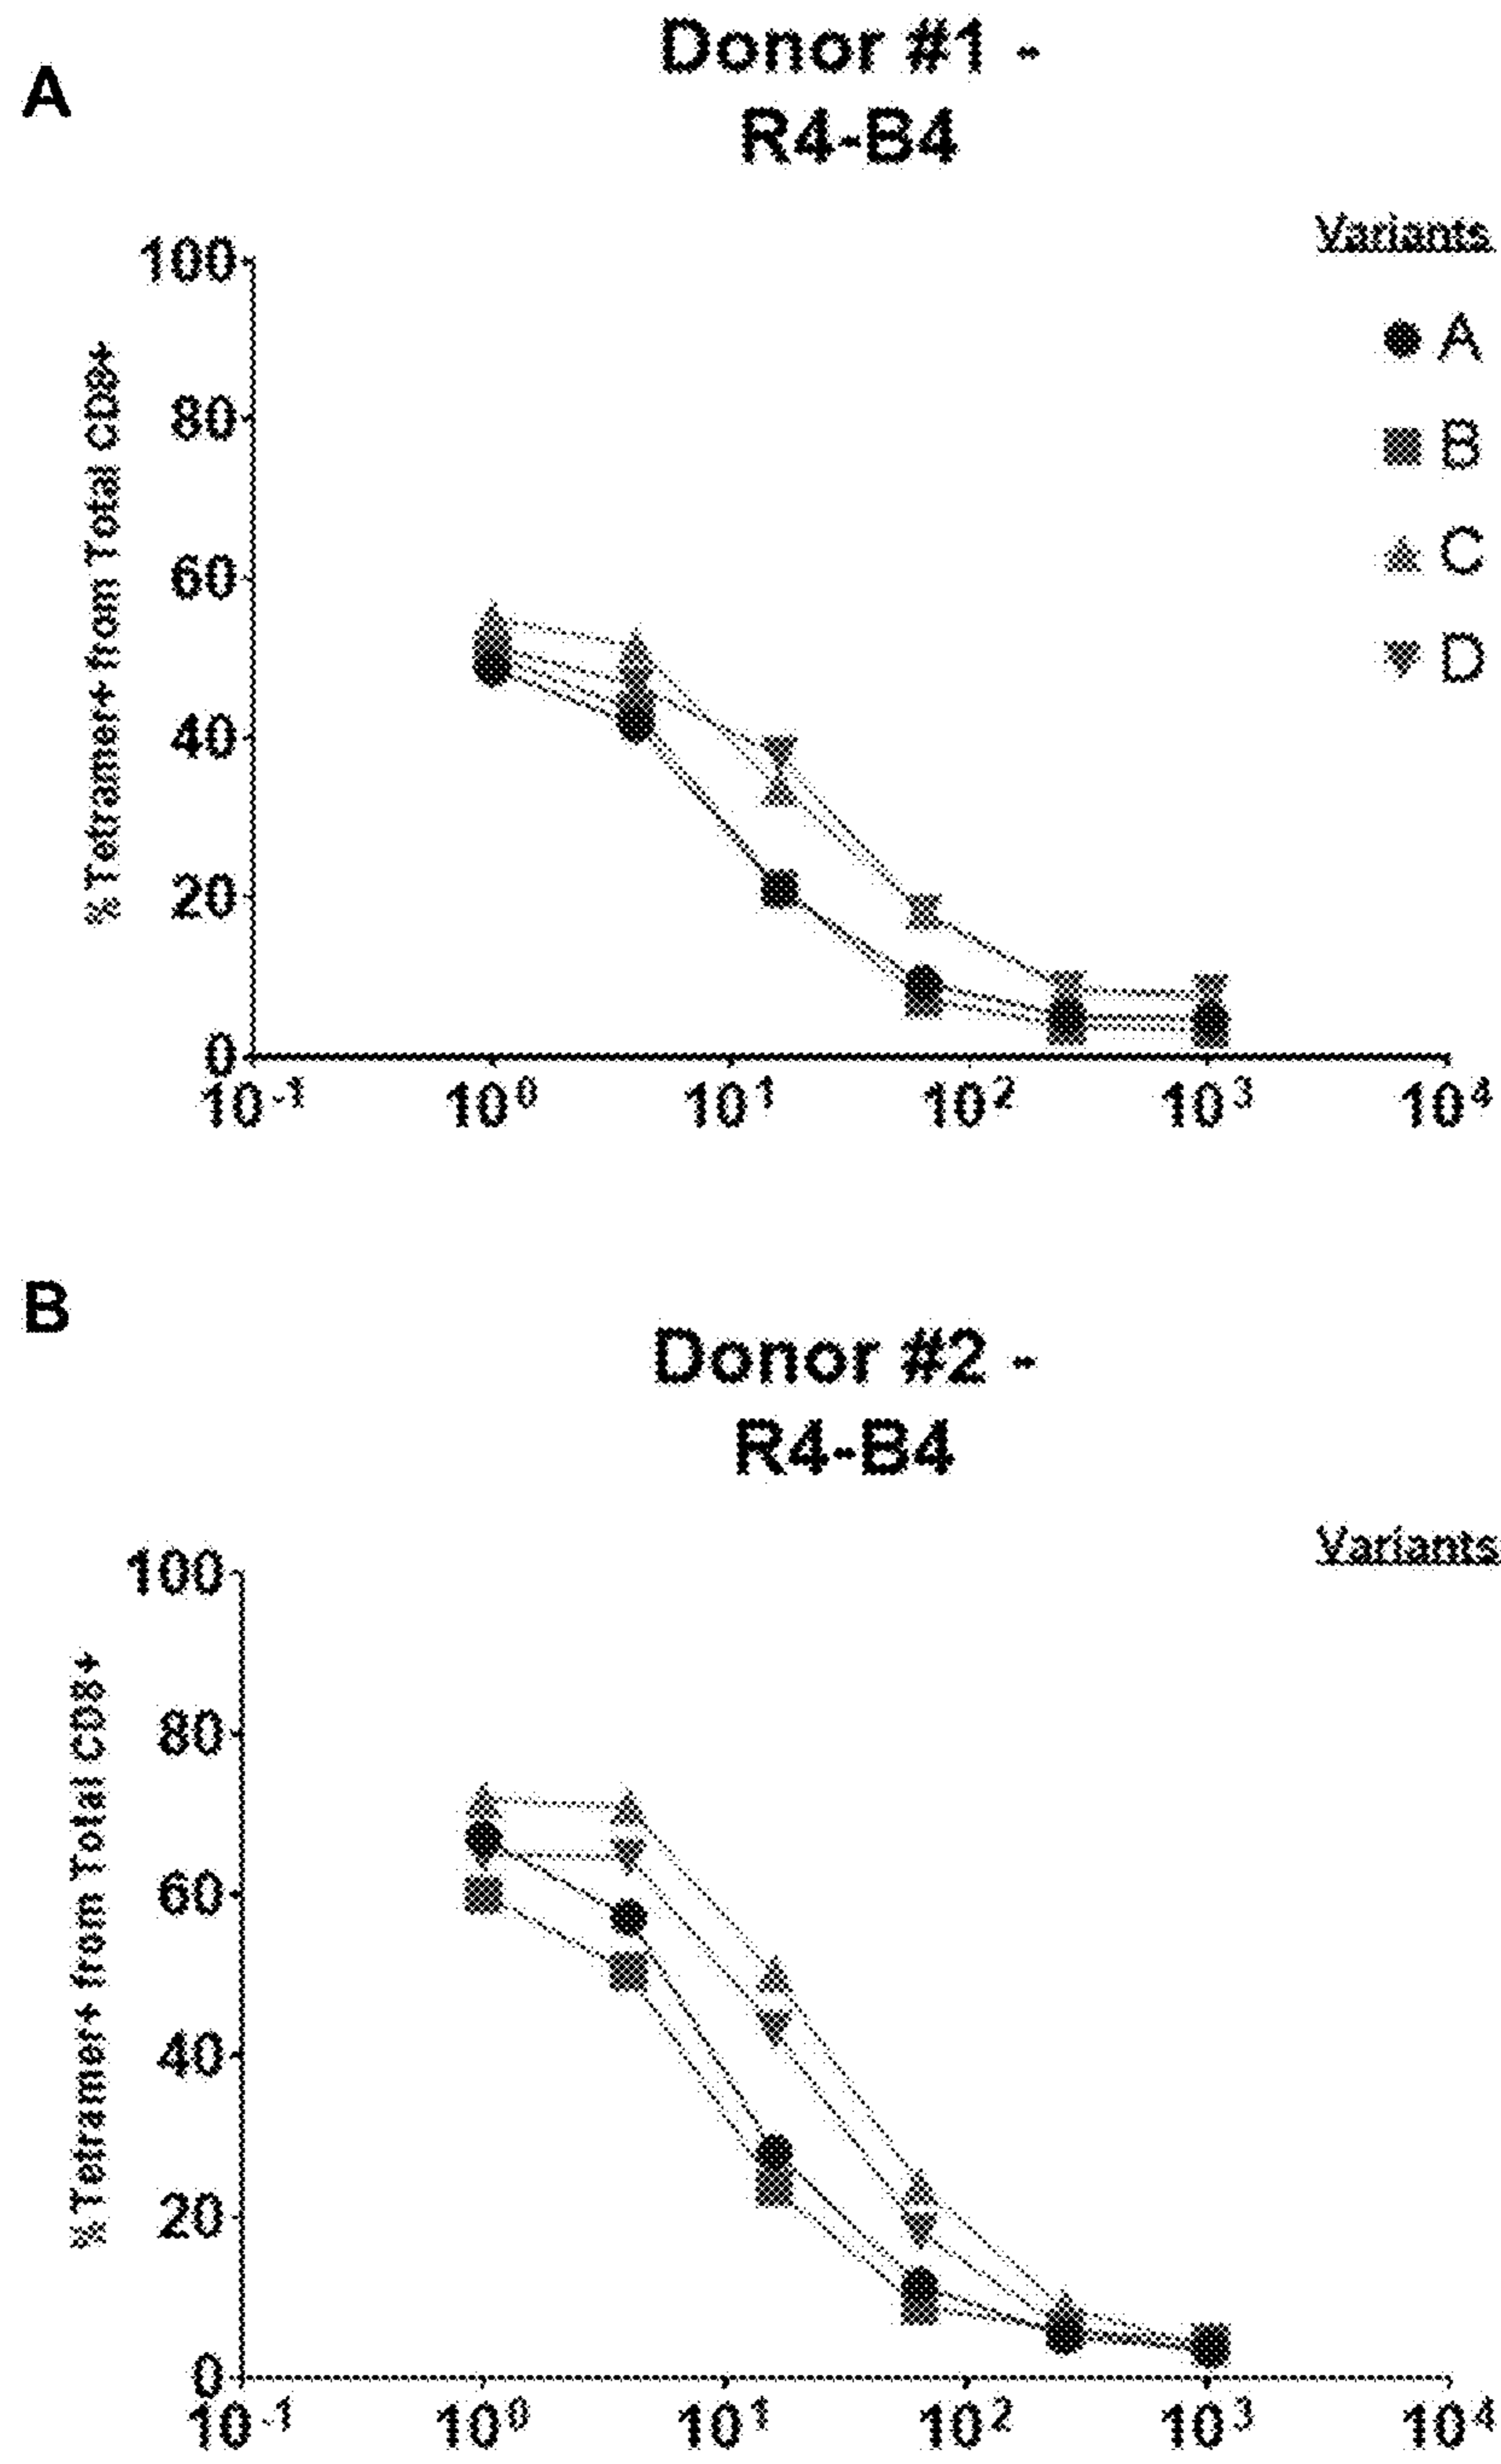 A
Donor #1 -
R4-B4
Variants
A
B
C
D
% Tetramer+ from Total CD8+
100
80
60
40
20
0
10-1
100
101
102
103
104
B
Donor #2 -
R4-B4
Variants
% Tetramer+ from Total CD8+
100
80
60
40
20
0
10-1
100
101
102
103
104